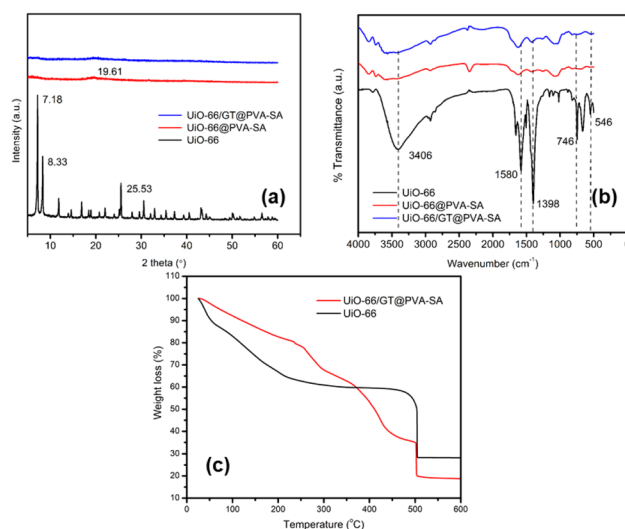 19.61
7.18
8.33
25.53
UiO-66/GT@PVA-SA
UiO-66@PVA-SA
UiO-66
(a)
Intensity (a.u.)
10 20 30 40 50 60
2 theta (°)
3406
1580
1398
746
546
UiO-66
UiO-66@PVA-SA
UiO-66/GT@PVA-SA
(b)
% Transmittance (a.u.)
4000 3500 3000 2500 2000 1500 1000 500
Wavenumber (cm⁻¹)
110
100
90
80
70
60
50
40
30
20
10
UiO-66/GT@PVA-SA
UiO-66
(c)
Weight loss (%)
0 100 200 300 400 500 600
Temperature (°C)